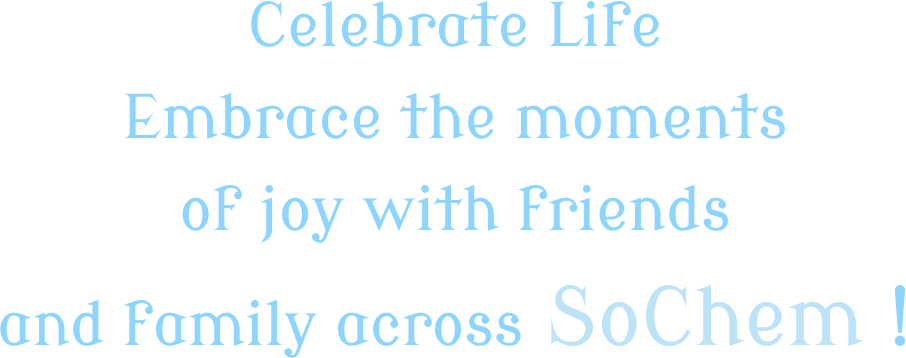 Celebrate Life
Embrace the moments
of joy with friends
and family across SoChem !